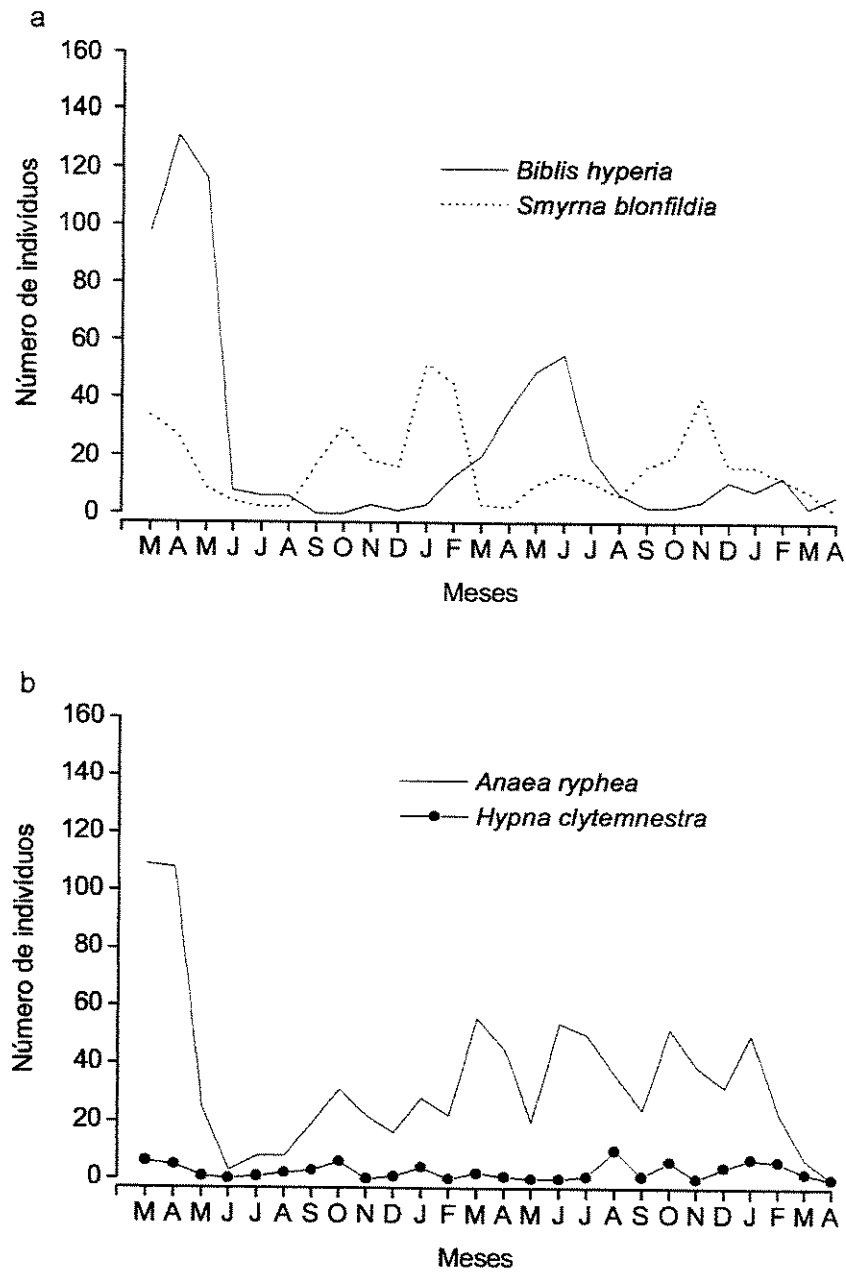 a
160
140
120
100
80
60
40
20
0
Número de indivíduos
Biblis hyperia
Smyrna blonfildia
M A M J J A S O N D J F M A M J J A S O N D J F M A
Meses
b
160
140
120
100
80
60
40
20
0
Número de indivíduos
Anaea ryphea
Hypna clytemnestra
M A M J J A S O N D J F M A M J J A S O N D J F M A
Meses